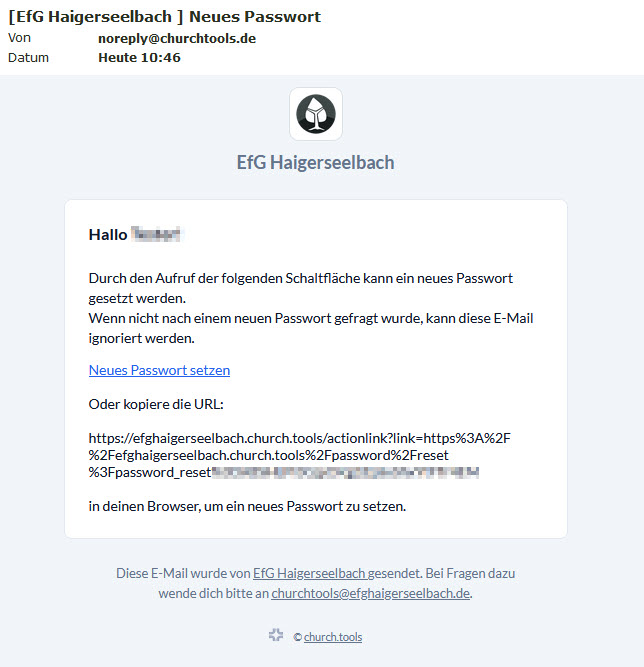 [EfG Haigerseelbach ] Neues Passwort
Von noreply@churchtools.de
Datum Heute 10:46
EfG Haigerseelbach
Hallo
Durch den Aufruf der folgenden Schaltfläche kann ein neues Passwort
gesetzt werden.
Wenn nicht nach einem neuen Passwort gefragt wurde, kann diese E-Mail
ignoriert werden.
Neues Passwort setzen
Oder kopiere die URL:
https://efghaigerseelbach.church.tools/actionlink?link=https%3A%2F
%2Fefghaigerseelbach.church.tools%2Fpassword%2Freset
%3Fpassword_reset
in deinen Browser, um ein neues Passwort zu setzen.
Diese E-Mail wurde von EfG Haigerseelbach gesendet. Bei Fragen dazu
wende dich bitte an churchtools@efghaigerseelbach.de.
© church.tools